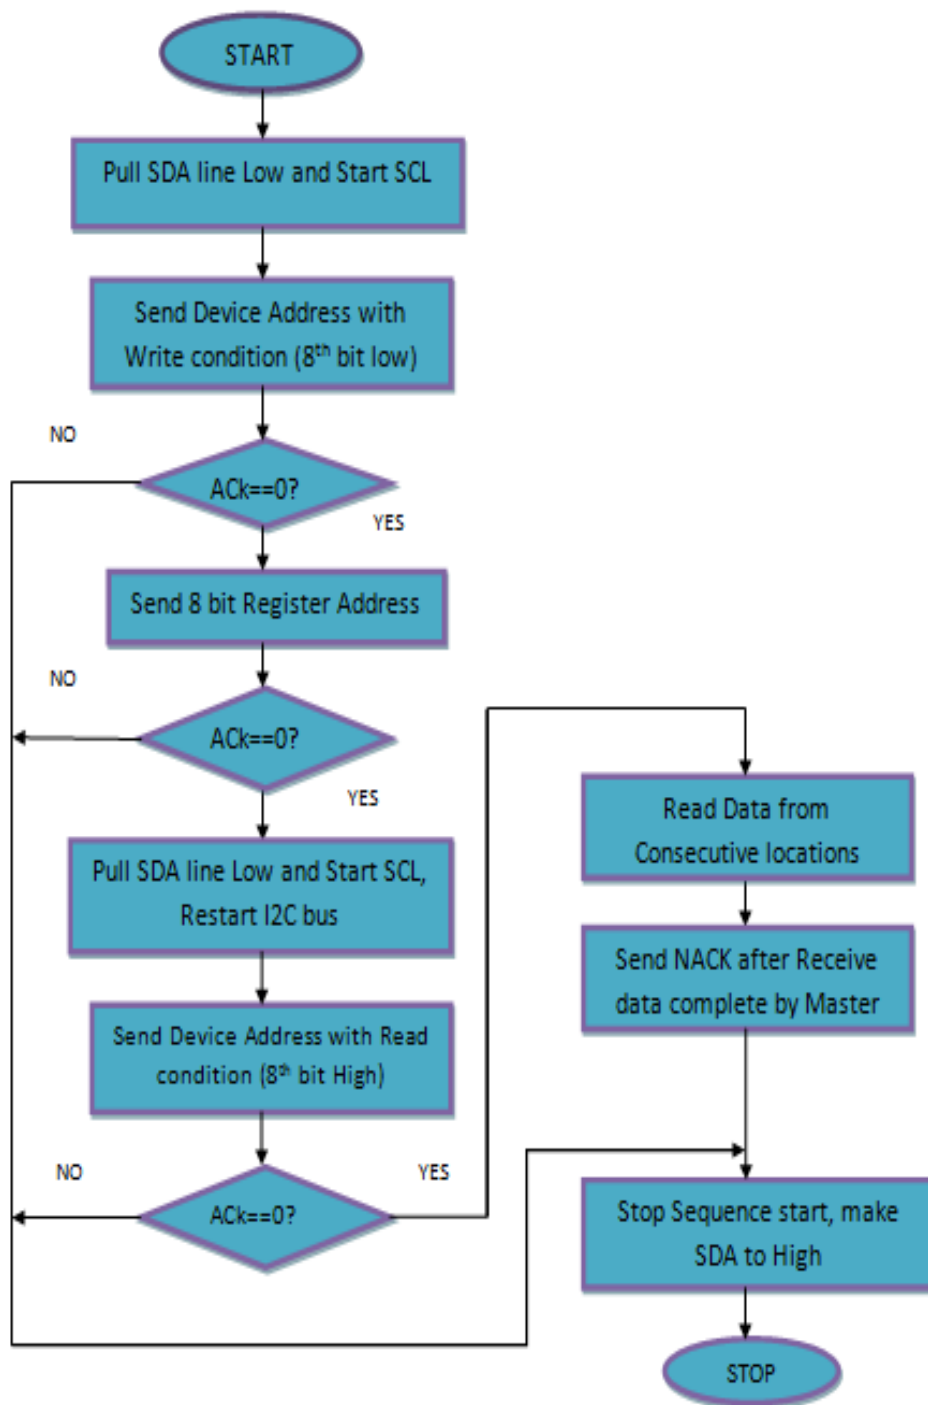 START
Pull SDA line Low and Start SCL
Send Device Address with
Write condition (8th bit low)
NO
ACk==0?
YES
Send 8 bit Register Address
NO
ACk==0?
YES
Pull SDA line Low and Start SCL,
Restart I2C bus
Send Device Address with Read
condition (8th bit High)
NO
ACk==0?
YES
Read Data from
Consecutive locations
Send NACK after Receive
data complete by Master
Stop Sequence start, make
SDA to High
STOP